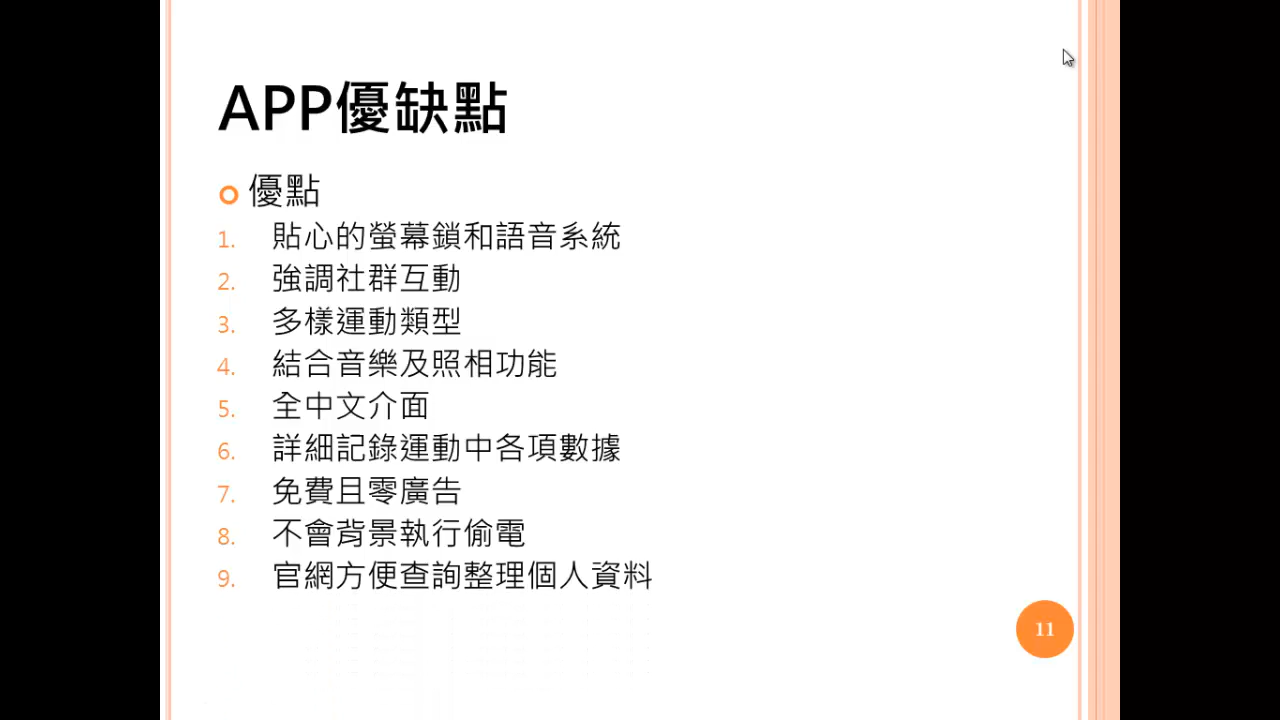 APP優缺點
優點
1. 貼心的螢幕鎖和語音系統
2. 強調社群互動
3. 多樣運動類型
4. 結合音樂及照相功能
5. 全中文介面
6. 詳細記錄運動中各項數據
7. 免費且零廣告
8. 不會背景執行偷電
9. 官網方便查詢整理個人資料
11